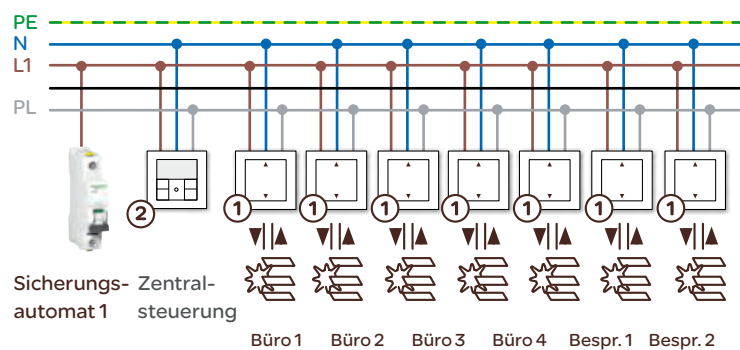 PE
N
L1
PL
2
1 1 1 1 1 1 1
Sicherungs-
automat 1
Zentral-
steuerung
Büro 1 Büro 2 Büro 3 Büro 4 Bespr. 1 Bespr. 2